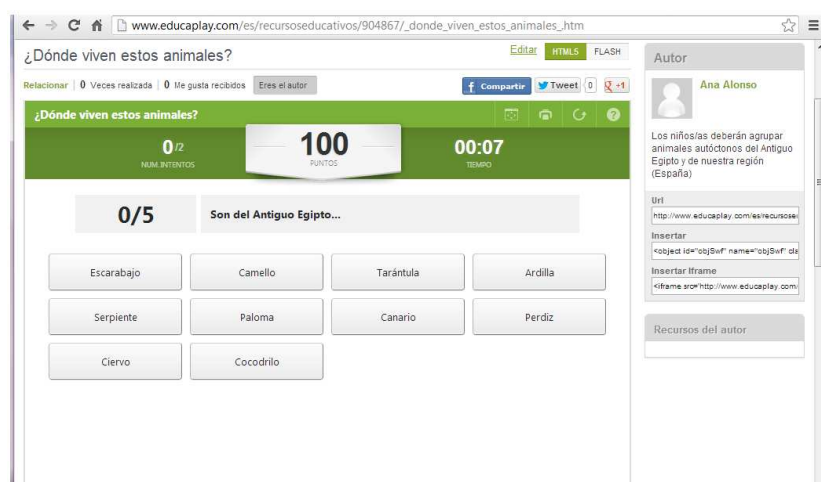 www.educaplay.com/es/recursoseducativos/904867/_donde_viven_estos_animales_.htm
¿Dónde viven estos animales?
Editar HTML5 FLASH
Relacionar | 0 Veces realizada | 0 Me gusta recibidos Eres el autor
Compartir Tweet 0 +1
¿Dónde viven estos animales?
0/2
NUM. INTENTOS
100
PUNTOS
00:07
TIEMPO
0/5 Son del Antiguo Egipto...
Escarabajo Camello Tarántula Ardilla
Serpiente Paloma Canario Perdiz
Ciervo Cocodrilo
Autor
Ana Alonso
Los niños/as deberán agrupar
animales autóctonos del Antiguo
Egipto y de nuestra región
(España)
Url
http://www.educaplay.com/es/recursose
Insertar
<object id="objSwf" name="objSwf" cla
Insertar Iframe
<iframe src='http://www.educaplay.com/
Recursos del autor